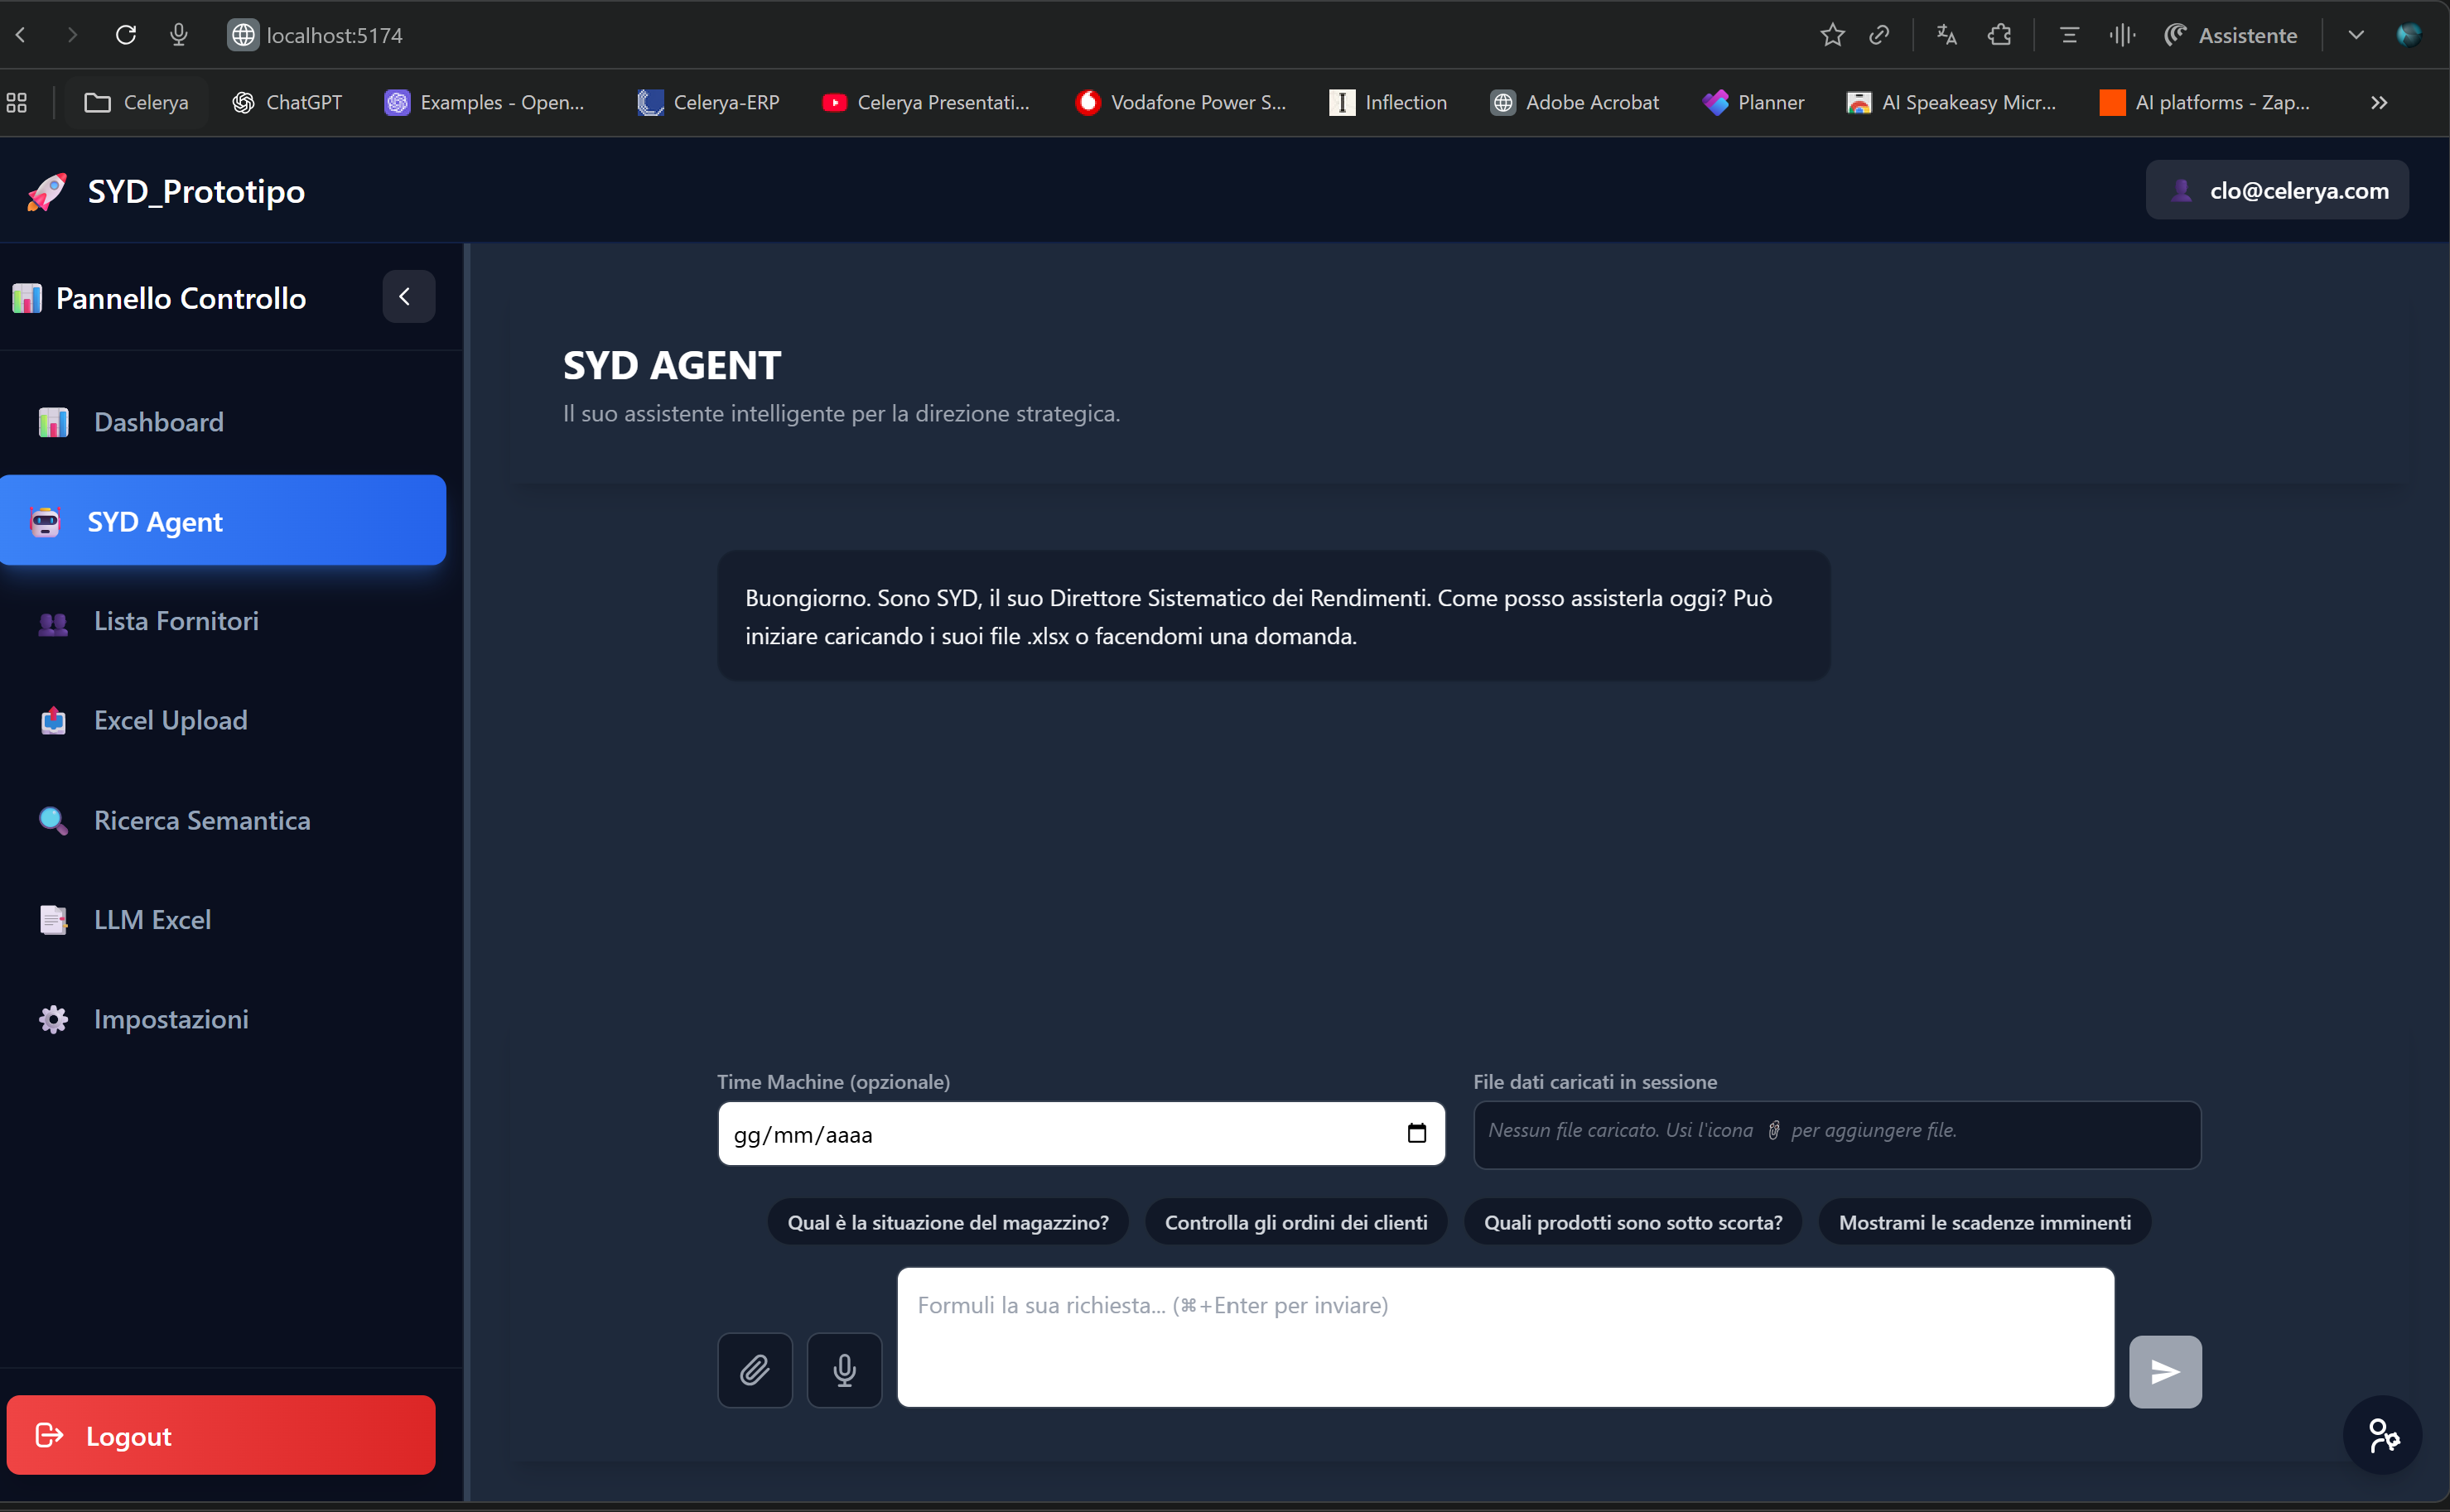 localhost:5174
Assistente
Celerya
ChatGPT
Examples - Open...
Celerya-ERP
Celerya Presentati...
Vodafone Power S...
Inflection
Adobe Acrobat
Planner
AI Speakeasy Micr...
AI platforms - Zap...
SYD_Prototipo
clo@celerya.com
Pannello Controllo
Dashboard
SYD Agent
Lista Fornitori
Excel Upload
Ricerca Semantica
LLM Excel
Impostazioni
Logout
SYD AGENT
Il suo assistente intelligente per la direzione strategica.
Buongiorno. Sono SYD, il suo Direttore Sistematico dei Rendimenti. Come posso assisterla oggi? Può
iniziare caricando i suoi file .xlsx o facendomi una domanda.
Time Machine (opzionale)
gg/mm/aaaa
File dati caricati in sessione
Nessun file caricato. Usi l'icona 📎 per aggiungere file.
Qual è la situazione del magazzino?
Controlla gli ordini dei clienti
Quali prodotti sono sotto scorta?
Mostrami le scadenze imminenti
Formuli la sua richiesta... (⌘+Enter per inviare)